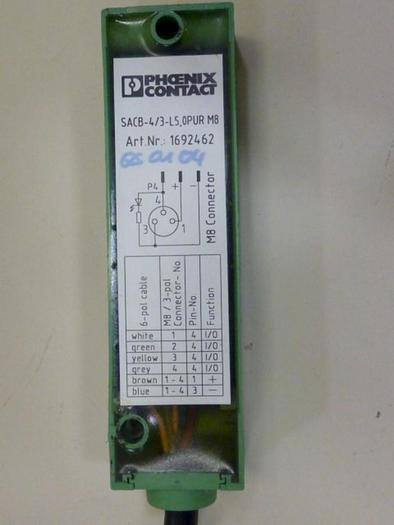 PHŒNIX
CONTACT
SACB-4/3-L5,0PUR M8
Art.Nr.: 1692462
P4 + −
4
3 1
M8 Connector
6-pol cable
M8 / 3-pol Connector-No.
Pin-No.
Function
white 1 4 I/O
green 2 4 I/O
yellow 3 4 I/O
grey 4 4 I/O
brown 1-4 1 +
blue 1-4 3 −